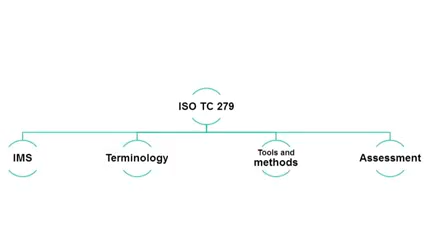 ISO TC 279
IMS
Terminology
Tools and
methods
Assessment